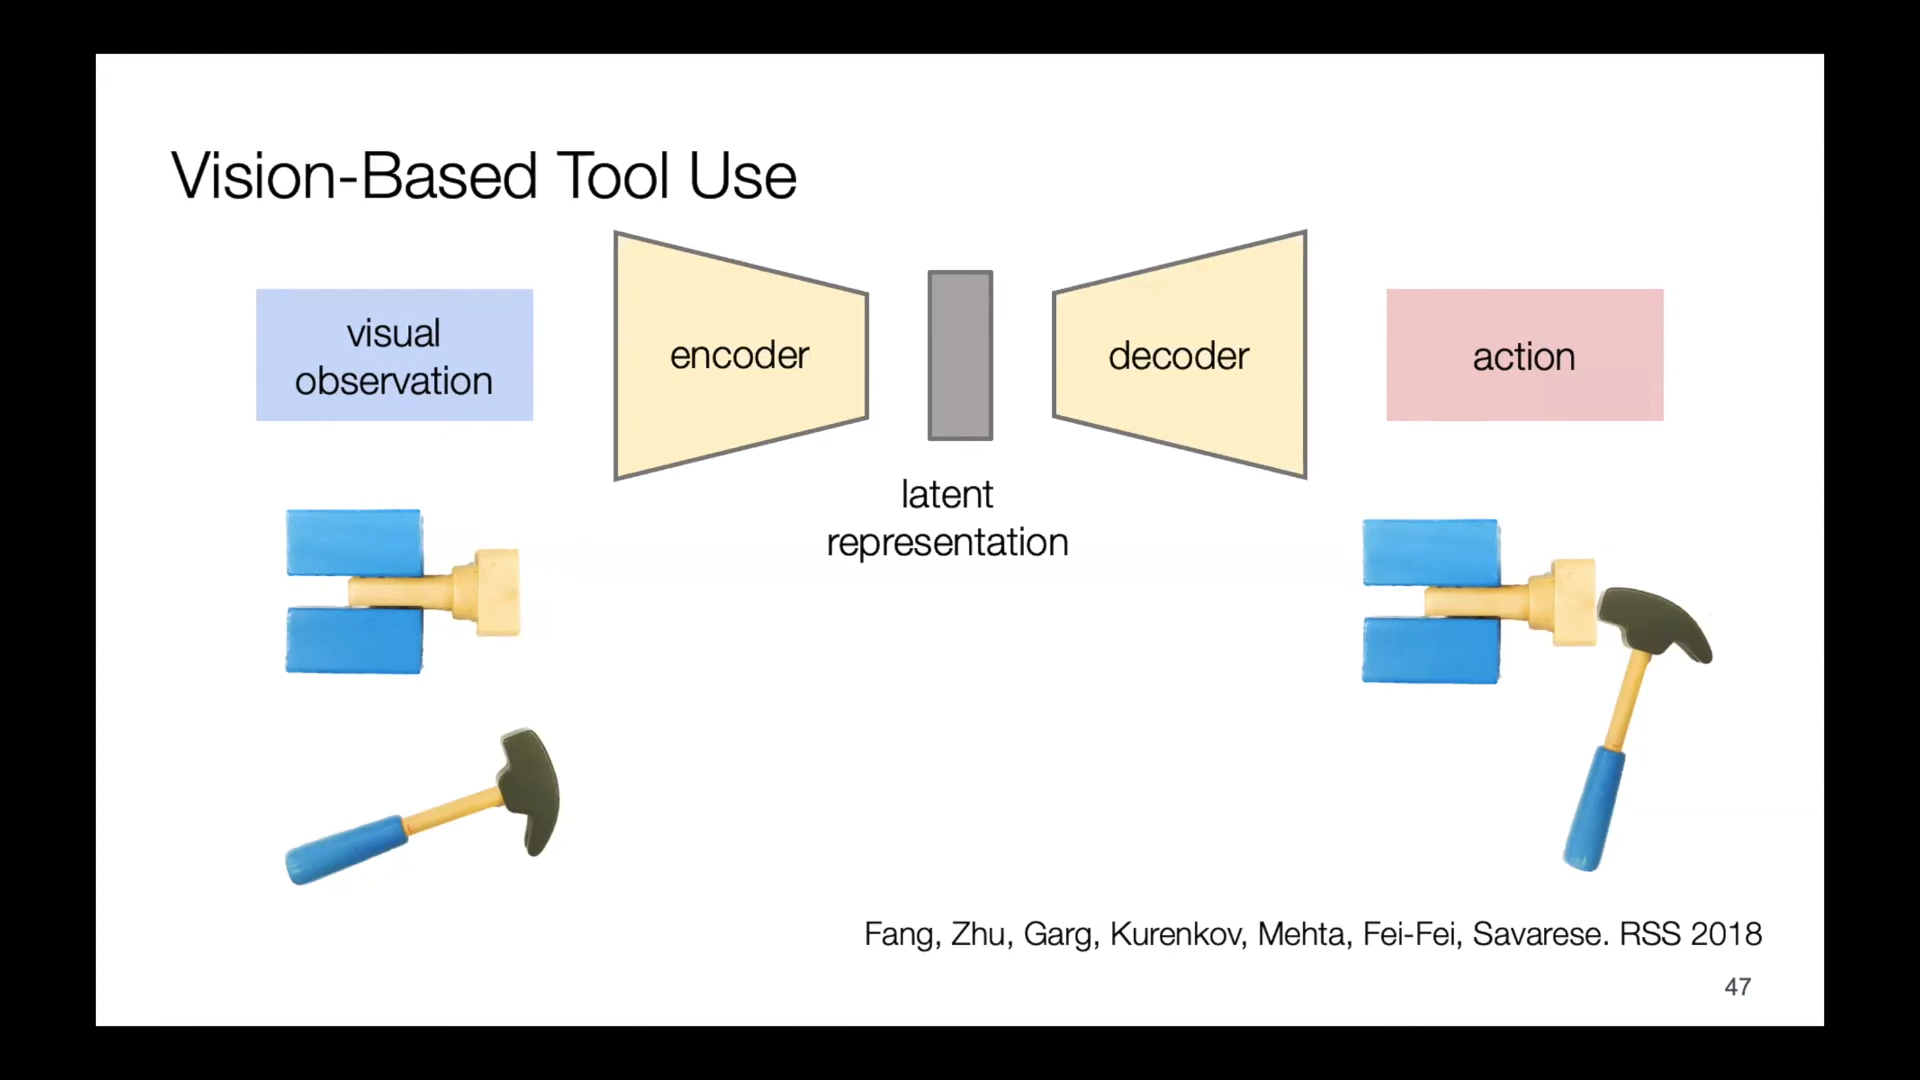 Vision-Based Tool Use
visual
observation
encoder
latent
representation
decoder
action
Fang, Zhu, Garg, Kurenkov, Mehta, Fei-Fei, Savarese. RSS 2018
47